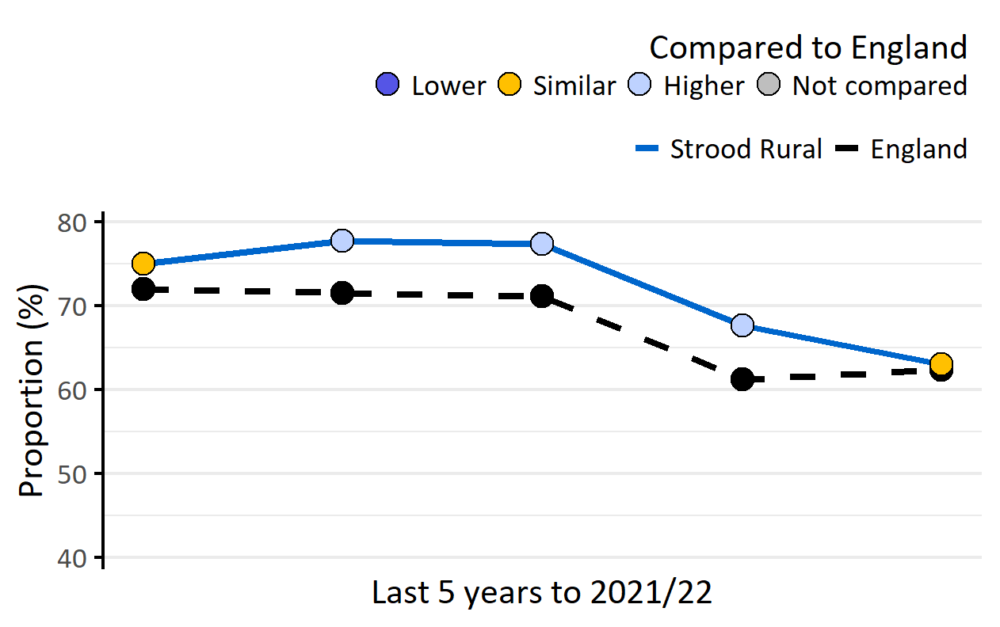 Compared to England
Lower Similar Higher Not compared
Strood Rural England
80
70
60
50
40
Proportion (%)
Last 5 years to 2021/22